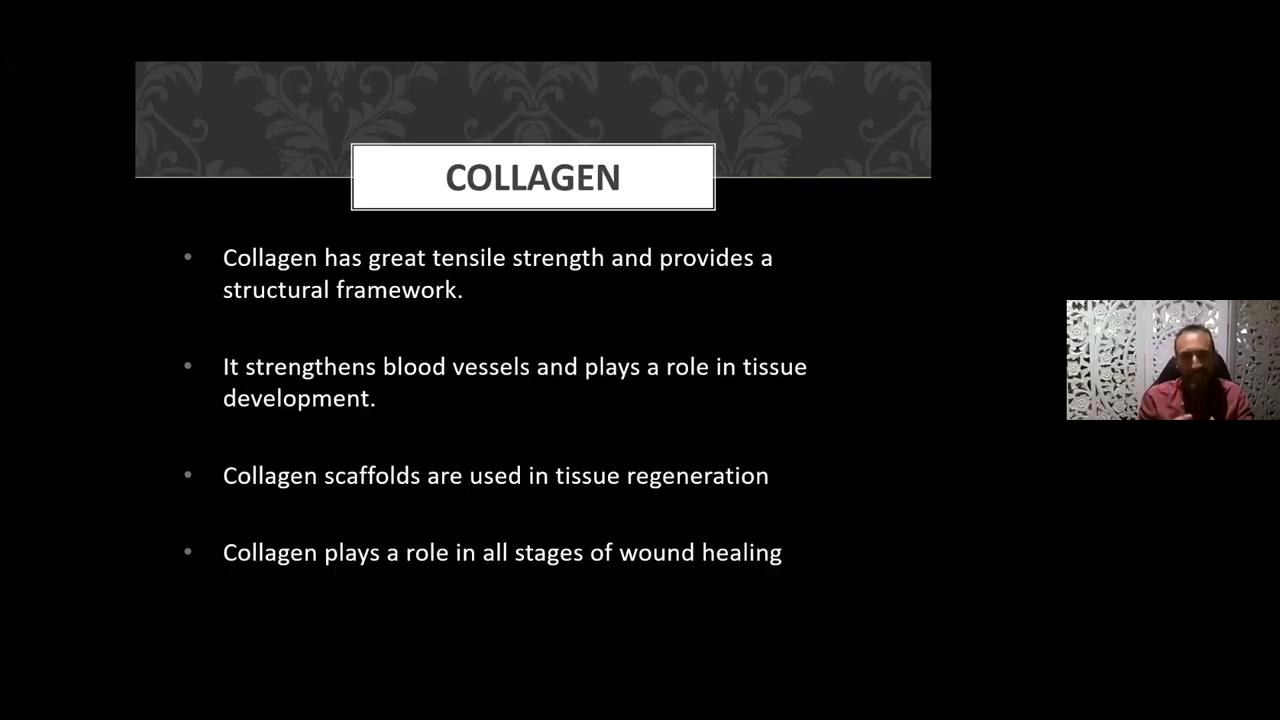 COLLAGEN
• Collagen has great tensile strength and provides a
structural framework.
• It strengthens blood vessels and plays a role in tissue
development.
• Collagen scaffolds are used in tissue regeneration
• Collagen plays a role in all stages of wound healing